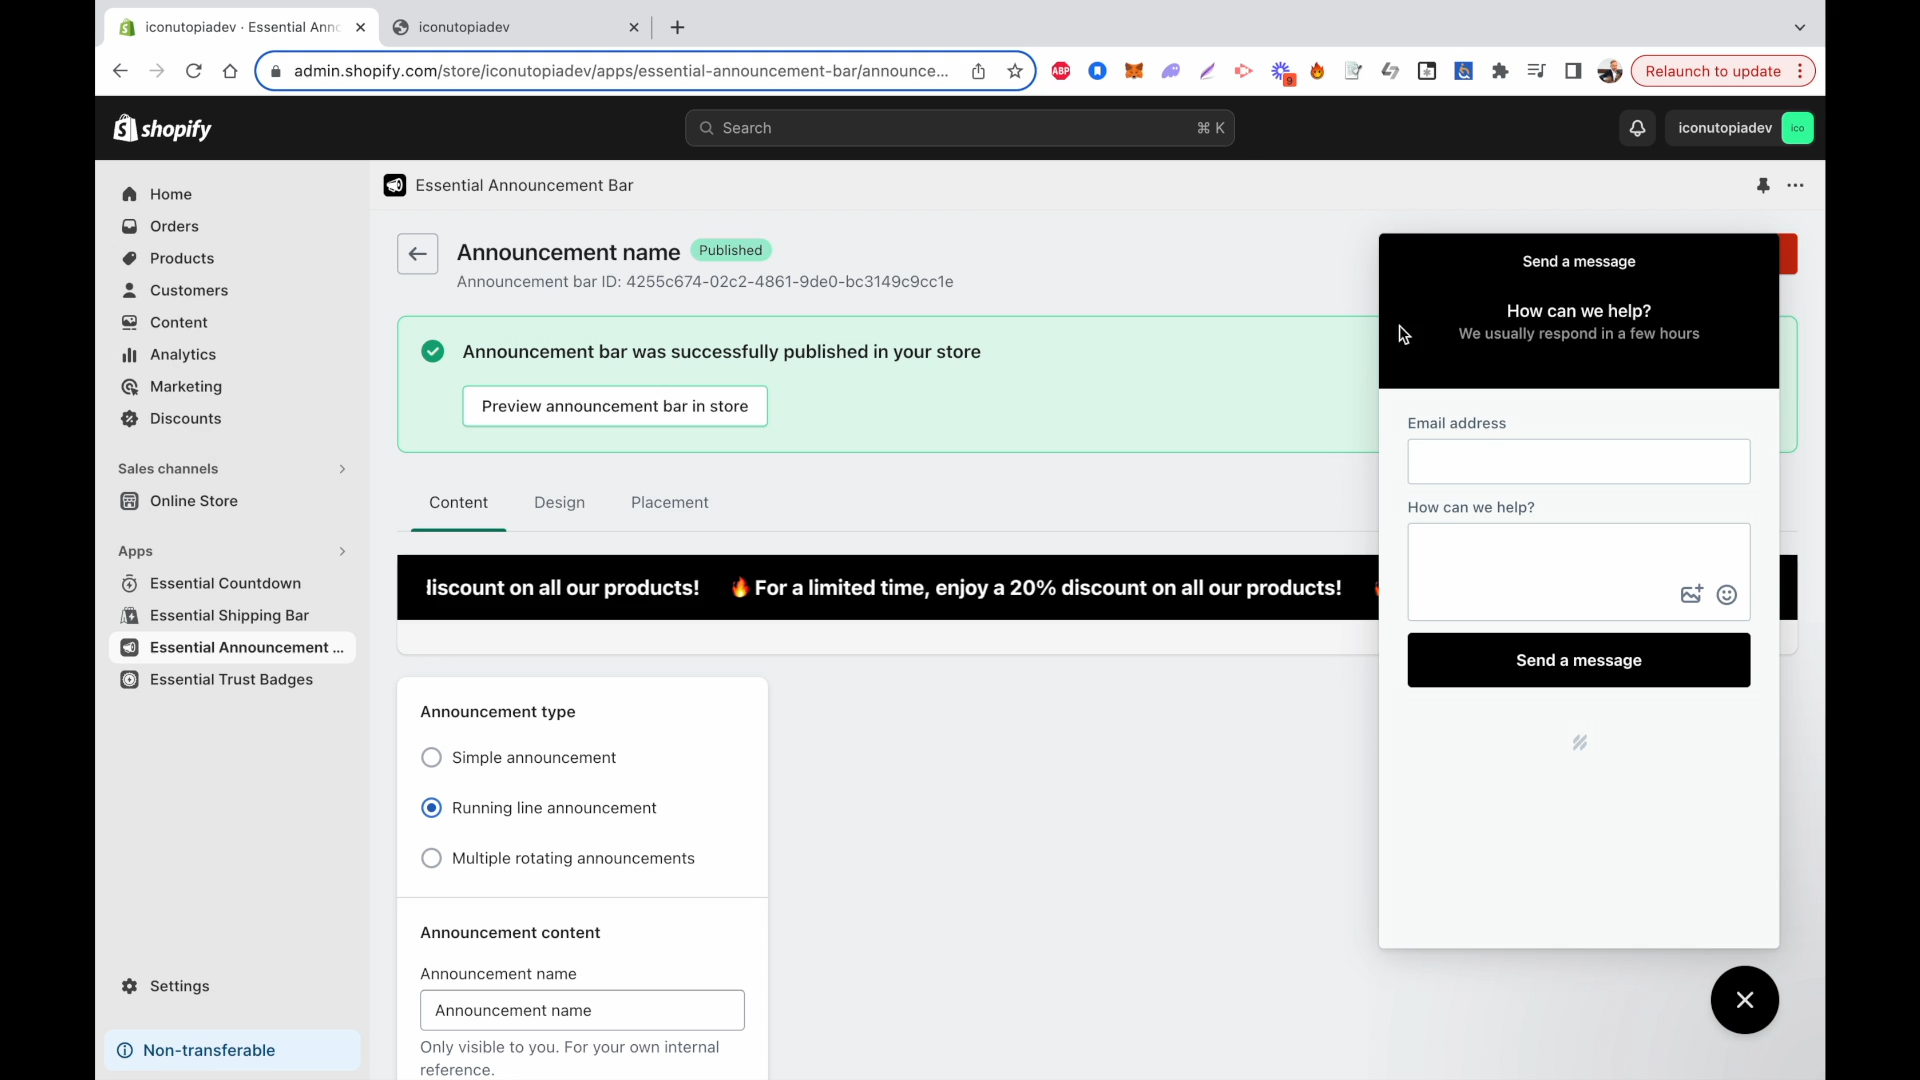 iconutopiadev · Essential Ann
iconutopiadev
admin.shopify.com/store/iconutopiadev/apps/essential-announcement-bar/announce...
ABP
9
Relaunch to update
shopify
Search
⌘ K
iconutopiadev
ico
Home
Orders
Products
Customers
Content
Analytics
Marketing
Discounts
Sales channels
Online Store
Apps
Essential Countdown
Essential Shipping Bar
Essential Announcement ...
Essential Trust Badges
Settings
Non-transferable
Essential Announcement Bar
Announcement name
Published
Announcement bar ID: 4255c674-02c2-4861-9de0-bc3149c9cc1e
Announcement bar was successfully published in your store
Preview announcement bar in store
Content
Design
Placement
discount on all our products! 🔥 For a limited time, enjoy a 20% discount on all our products!
Announcement type
Simple announcement
Running line announcement
Multiple rotating announcements
Announcement content
Announcement name
Announcement name
Only visible to you. For your own internal
reference.
Send a message
How can we help?
We usually respond in a few hours
Email address
How can we help?
Send a message